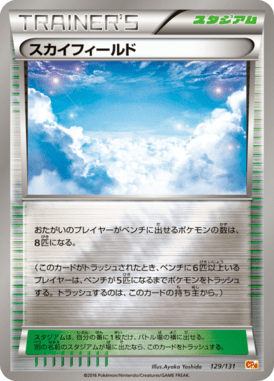 TRAINER'S
スタジアム
スカイフィールド
おたがいのプレイヤーがベンチに出せるポケモンの数は、
8匹になる。
(このカードがトラッシュされたとき、ベンチに6匹以上いる
プレイヤーは、ベンチが5匹になるまでポケモンをトラッシュ
する。トラッシュするのは、このカードの持ち主から。)
スタジアムは、自分の番に1枚だけ、バトル場の横に出せる。
別の名前のスタジアムが場に出たなら、このカードをトラッシュする。
Illus.Ayaka Yoshida
129/131
©2016 Pokémon/Nintendo/Creatures/GAME FREAK.